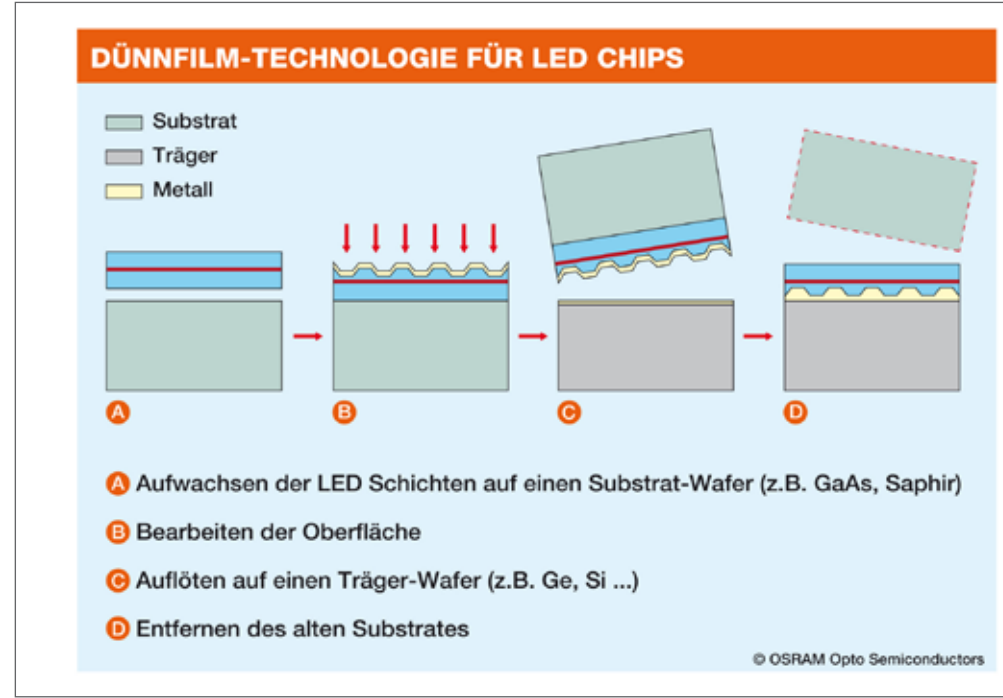 DÜNNFILM-TECHNOLOGIE FÜR LED CHIPS
Substrat
Träger
Metall
A
B
C
D
A Aufwachsen der LED Schichten auf einen Substrat-Wafer (z.B. GaAs, Saphir)
B Bearbeiten der Oberfläche
C Auflöten auf einen Träger-Wafer (z.B. Ge, Si ...)
D Entfernen des alten Substrates
© OSRAM Opto Semiconductors